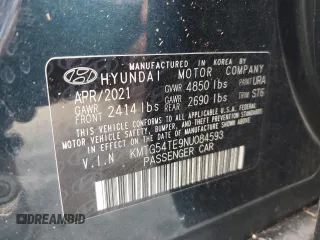 MANUFACTURED IN KOREA BY
HYUNDAI MOTOR COMPANY
APR/2021 GVWR 4850 lbs PAINT URA
GAWR FRONT 2414 lbs GAWR REAR 2690 lbs TRIM ST6
THIS VEHICLE CONFORMS TO ALL APPLICABLE U.S. FEDERAL MOTOR VEHICLE SAFETY, BUMPER, AND THEFT PREVENTION STANDARDS IN EFFECT ON THE DATE OF MANUFACTURE SHOWN ABOVE.
V.I.N KMTG54TE9NU084593
PASSENGER CAR
DREAMBID